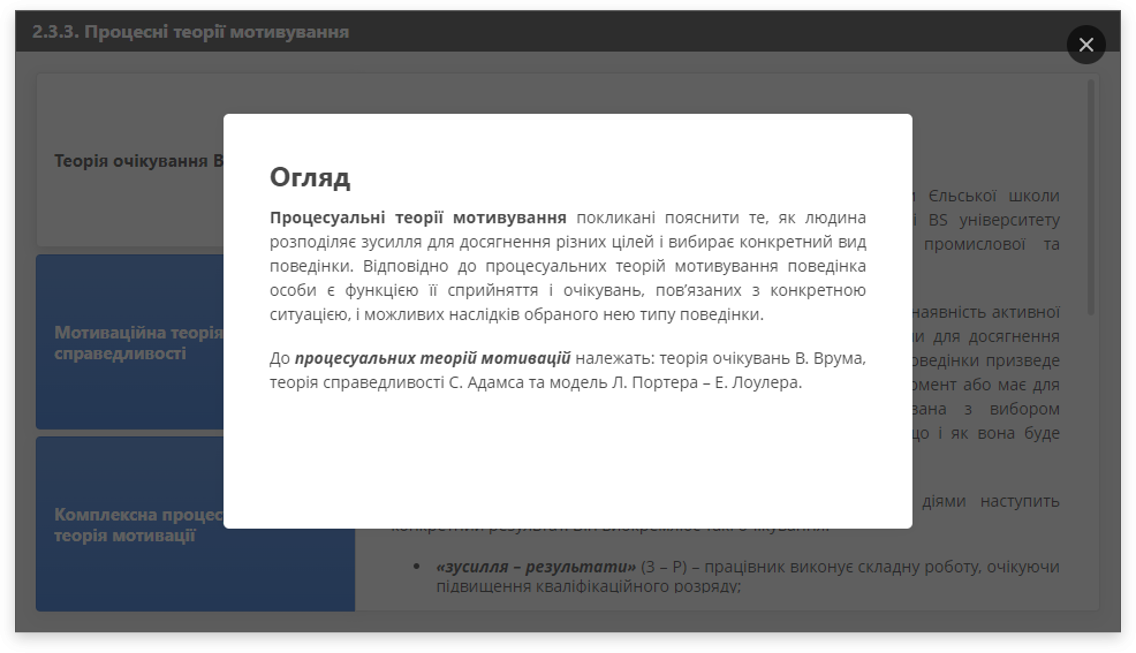 2.3.3. Процесні теорії мотивування
Теорія очікування В
Огляд
Процесуальні теорії мотивування покликані пояснити те, як людина
розподіляє зусилля для досягнення різних цілей і вибирає конкретний вид
поведінки. Відповідно до процесуальних теорій мотивування поведінка
особи є функцією її сприйняття і очікувань, пов’язаних з конкретною
ситуацією, і можливих наслідків обраного нею типу поведінки.
До процесуальних теорій мотивацій належать: теорія очікувань В. Врума,
теорія справедливості С. Адамса та модель Л. Портера – Е. Лоулера.
Мотиваційна теорія
справедливості
Комплексна процес
теорія мотивації
Єльської школи
і BS університету
промислової та
наявність активної
ми для досягнення
оведінки призведе
омент або має для
зана з вибором
що і як вона буде
діями наступить
• «зусилля – результати» (З – Р) – працівник виконує складну роботу, очікуючи
підвищення кваліфікаційного розряду;